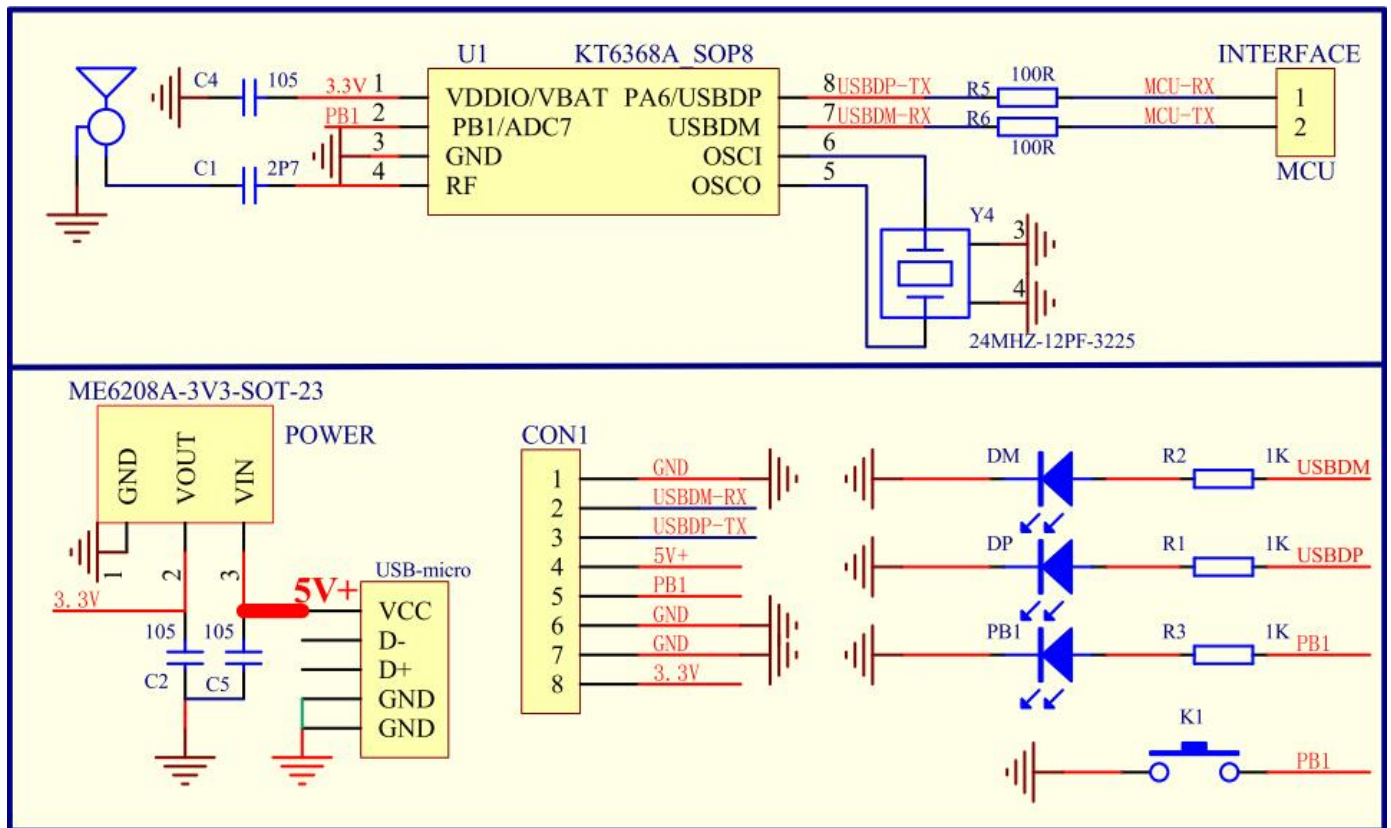 U1 KT6368A_SOP8 INTERFACE
C4 105 3.3V 1 VDDIO/VBAT PA6/USBDP 8 USBDP-TX R5 100R MCU-RX 1
PB1 2 PB1/ADC7 USBDM 7 USBDM-RX R6 100R MCU-TX 2
3 GND OSCI 6 MCU
C1 2P7 4 RF OSCO 5
Y4
3
4
24MHZ-12PF-3225
ME6208A-3V3-SOT-23
POWER
GND VOUT VIN
1 2 3
3.3V
105 105
C2 C5
5V+
USB-micro
VCC
D-
D+
GND
GND
CON1
1 GND
2 USBDM-RX
3 USBDP-TX
4 5V+
5 PB1
6 GND
7 GND
8 3.3V
DM R2 1K USBDM
DP R1 1K USBDP
PB1 R3 1K PB1
K1
PB1